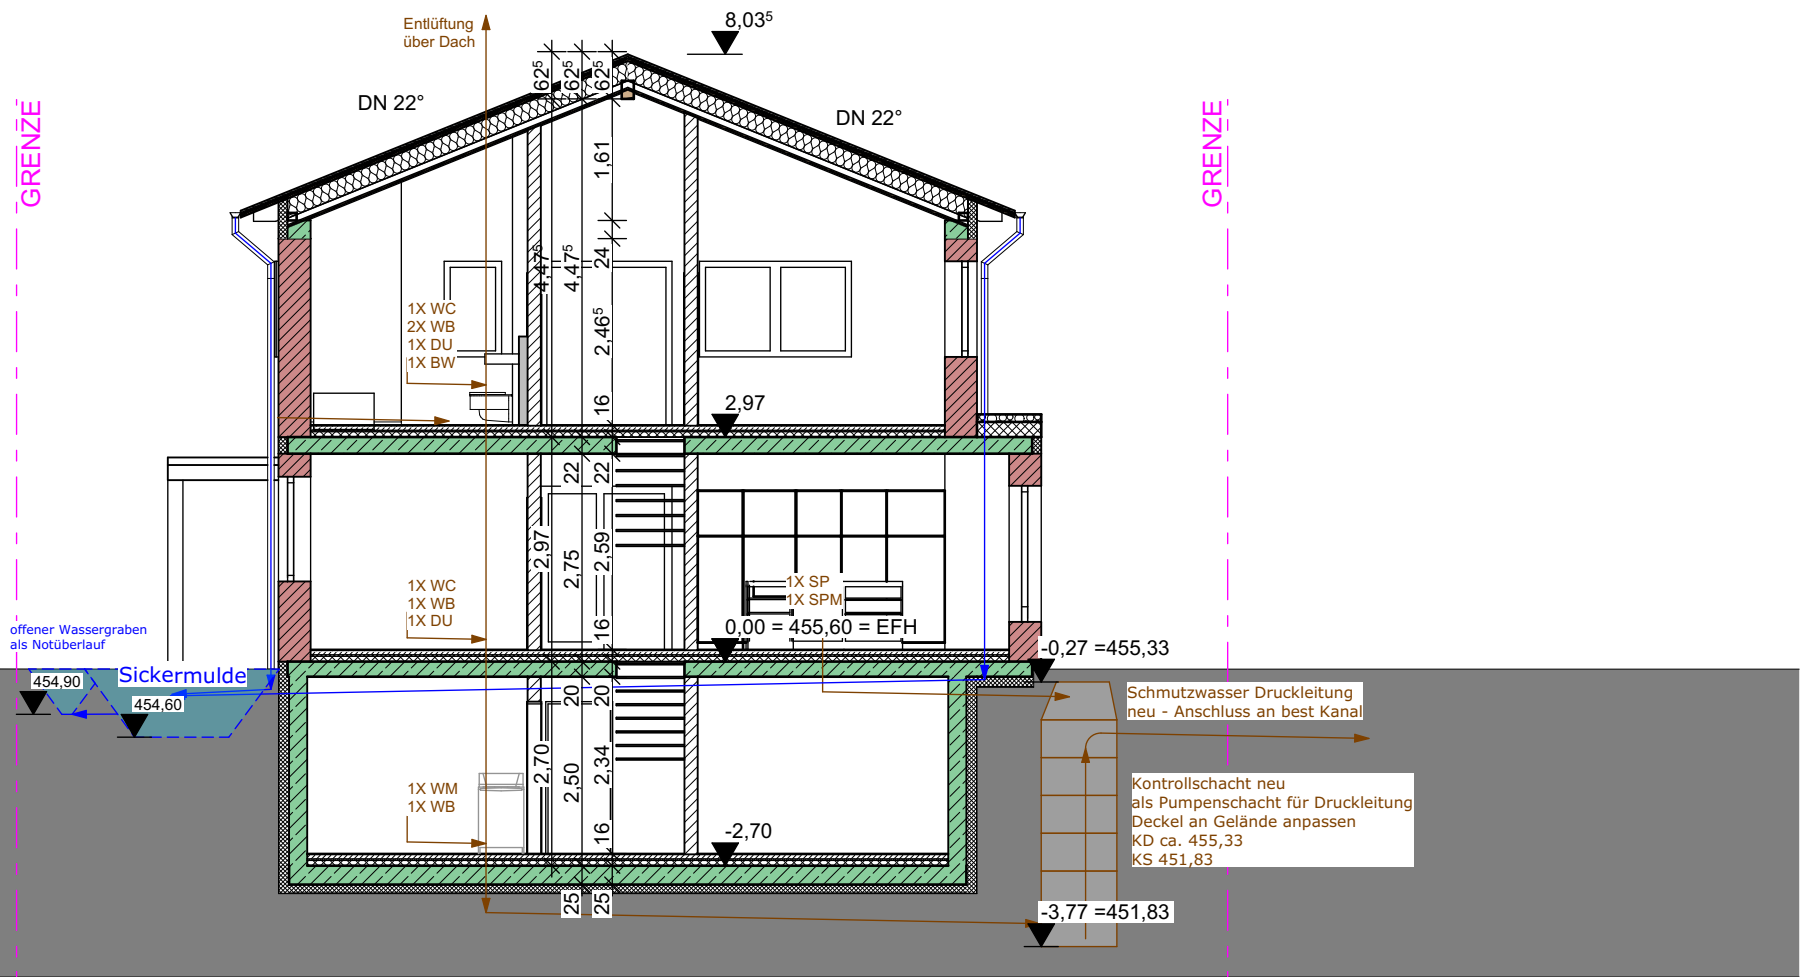 Entlüftung
über Dach
8,03⁵
62⁵
62⁵
62⁵
DN 22°
DN 22°
GRENZE
GRENZE
1,61
24
4,47⁵
4,47⁵
2,46⁵
16
1X WC
2X WB
1X DU
1X BW
2,97
22
22
2,97
2,75
2,59
16
1X WC
1X WB
1X DU
1X SP
1X SPM
0,00 = 455,60 = EFH
-0,27 =455,33
offener Wassergraben
als Notüberlauf
Sickermulde
454,90
454,60
20
20
2,70
2,50
2,34
16
Schmutzwasser Druckleitung
neu - Anschluss an best Kanal
1X WM
1X WB
-2,70
Kontrollschacht neu
als Pumpenschacht für Druckleitung
Deckel an Gelände anpassen
KD ca. 455,33
KS 451,83
25
25
-3,77 =451,83